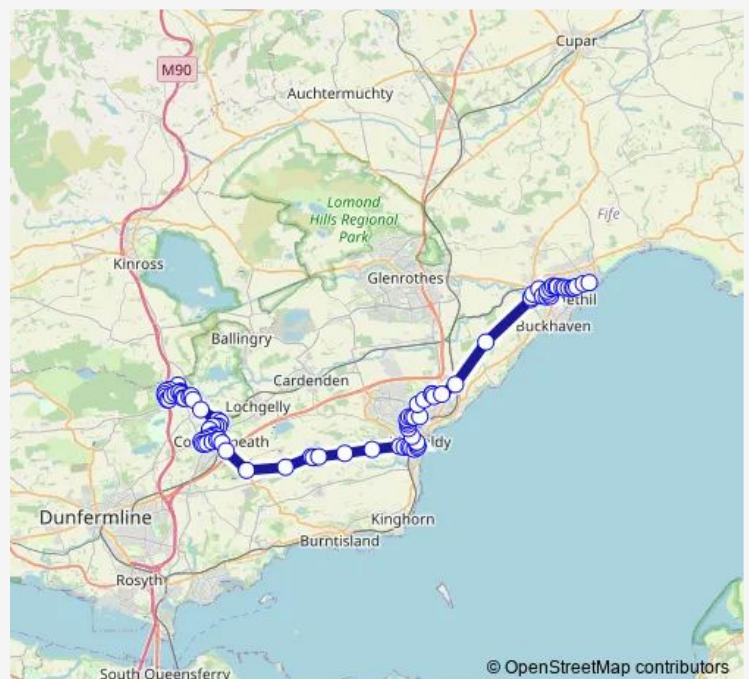 Cupar
M90
Auchtermuchty
Lomond
Hills Regional
Park
Fife
Kinross
Glenrothes
Buckhaven
Ballingry
Cardenden
Lochgelly
Dunfermline
Kinghorn
Burntisland
Rosyth
© OpenStreetMap contributors
South Queensferry